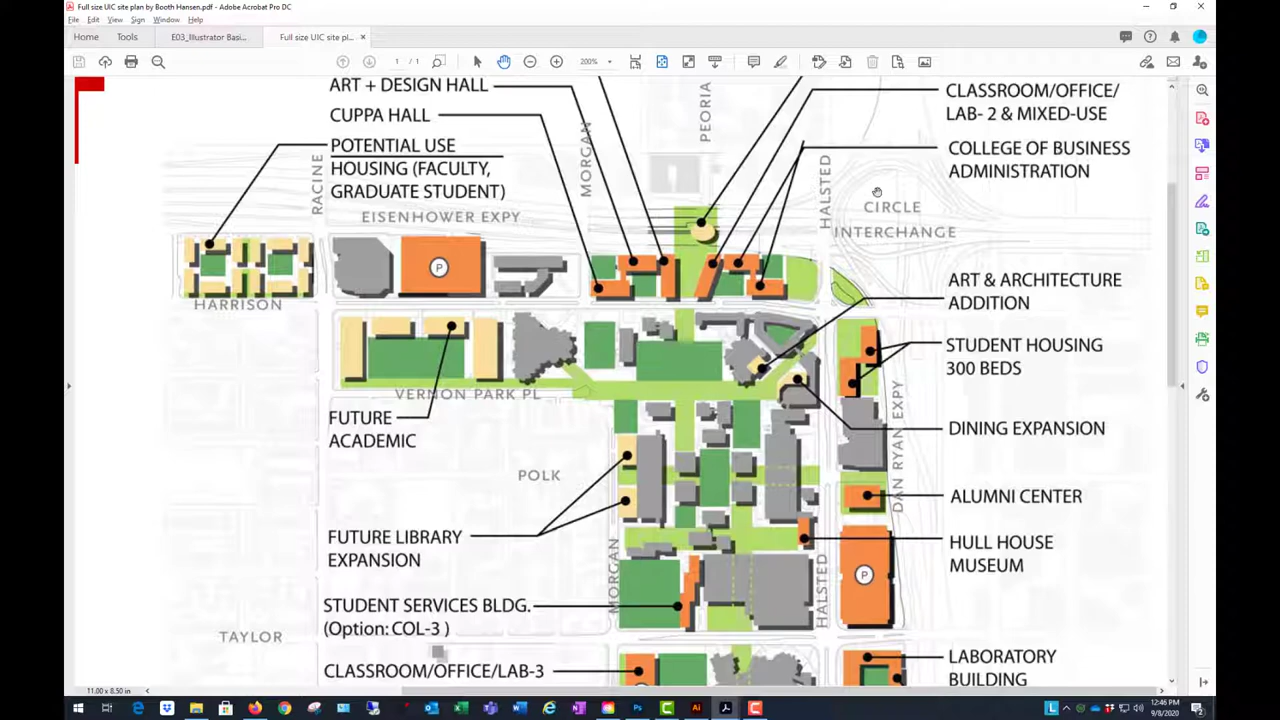 Full size UIC site plan by Booth Hansen.pdf - Adobe Acrobat Pro DC
File Edit View Sign Window Help
Home Tools E03_Illustrator Basi... Full size UIC site pl... ×
1 / 1 200%
ART + DESIGN HALL
CUPPA HALL
POTENTIAL USE
HOUSING (FACULTY,
GRADUATE STUDENT)
RACINE
MORGAN
PEORIA
HALSTED
EISENHOWER EXPY
CLASSROOM/OFFICE/
LAB- 2 & MIXED-USE
COLLEGE OF BUSINESS
ADMINISTRATION
CIRCLE
INTERCHANGE
P
HARRISON
ART & ARCHITECTURE
ADDITION
STUDENT HOUSING
300 BEDS
VERNON PARK PL
FUTURE
ACADEMIC
DINING EXPANSION
DAN RYAN EXPY
POLK
ALUMNI CENTER
FUTURE LIBRARY
EXPANSION
HULL HOUSE
MUSEUM
MORGAN
HALSTED
P
STUDENT SERVICES BLDG.
(Option: COL-3 )
TAYLOR
CLASSROOM/OFFICE/LAB-3
LABORATORY
BUILDING
11.00 x 8.50 in
12:46 PM
9/8/2020